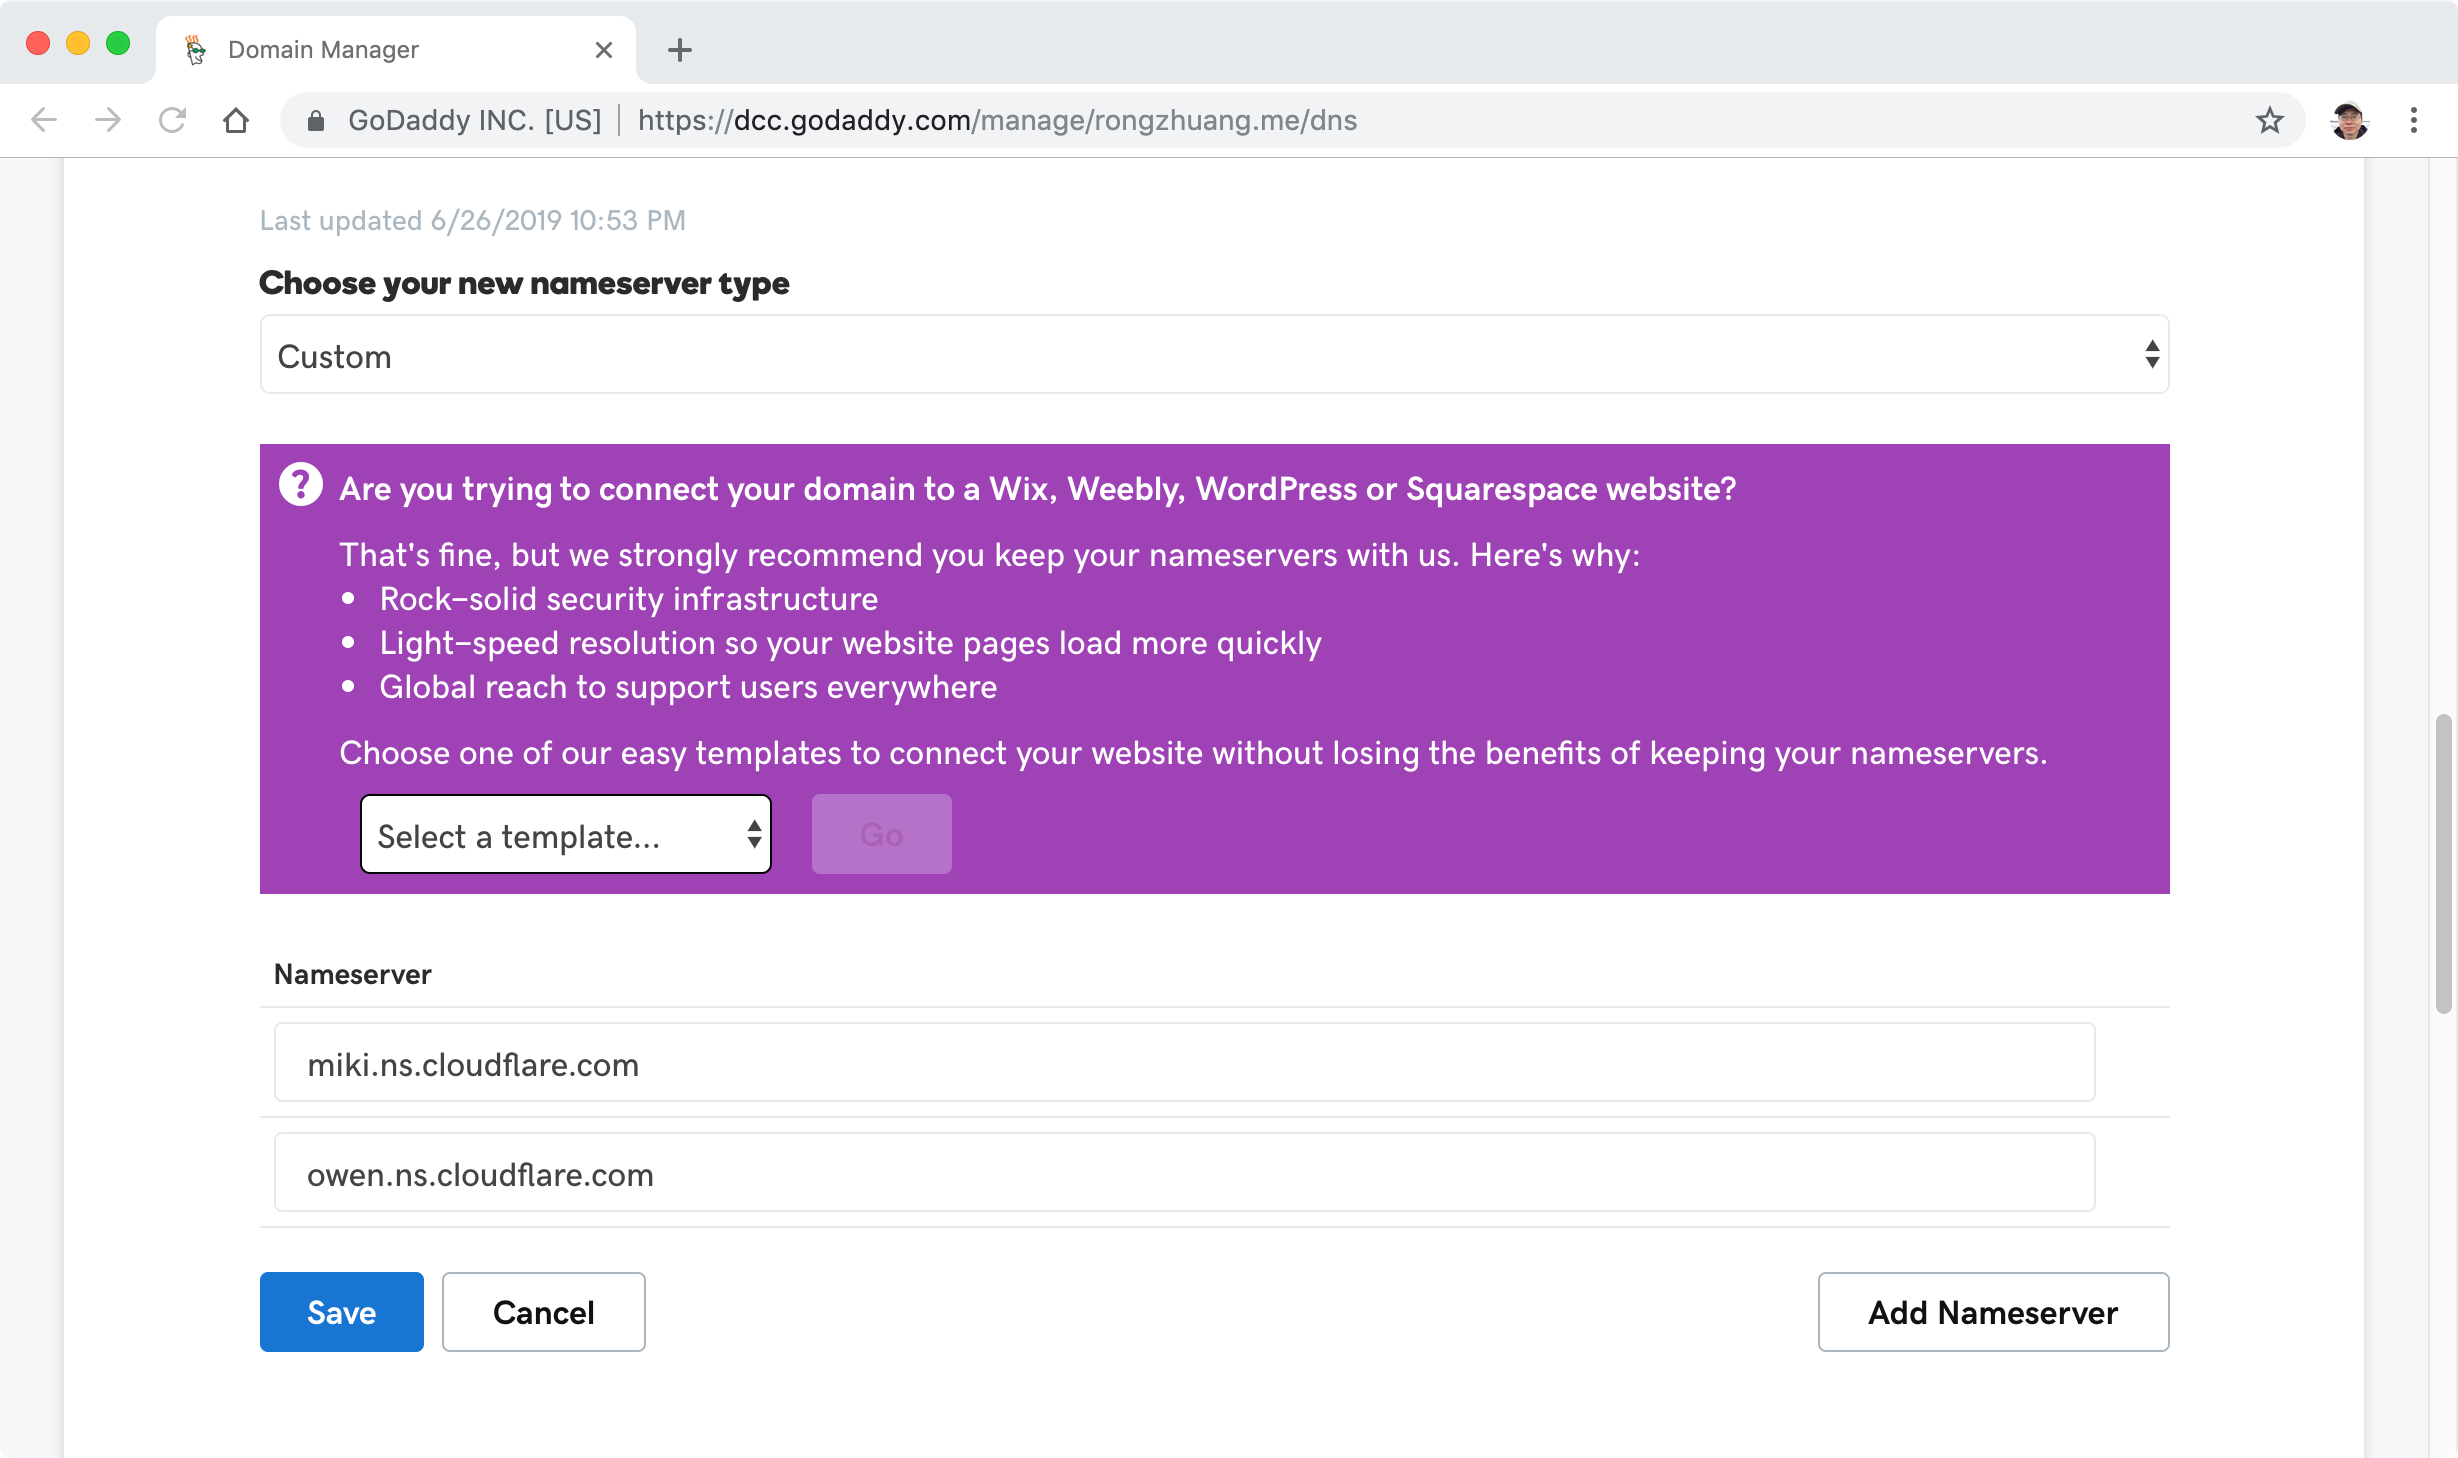 Domain Manager
GoDaddy INC. [US] https://dcc.godaddy.com/manage/rongzhuang.me/dns
Last updated 6/26/2019 10:53 PM
Choose your new nameserver type
Custom
Are you trying to connect your domain to a Wix, Weebly, WordPress or Squarespace website?
That's fine, but we strongly recommend you keep your nameservers with us. Here's why:
• Rock-solid security infrastructure
• Light-speed resolution so your website pages load more quickly
• Global reach to support users everywhere
Choose one of our easy templates to connect your website without losing the benefits of keeping your nameservers.
Select a template... Go
Nameserver
miki.ns.cloudflare.com
owen.ns.cloudflare.com
Save Cancel Add Nameserver